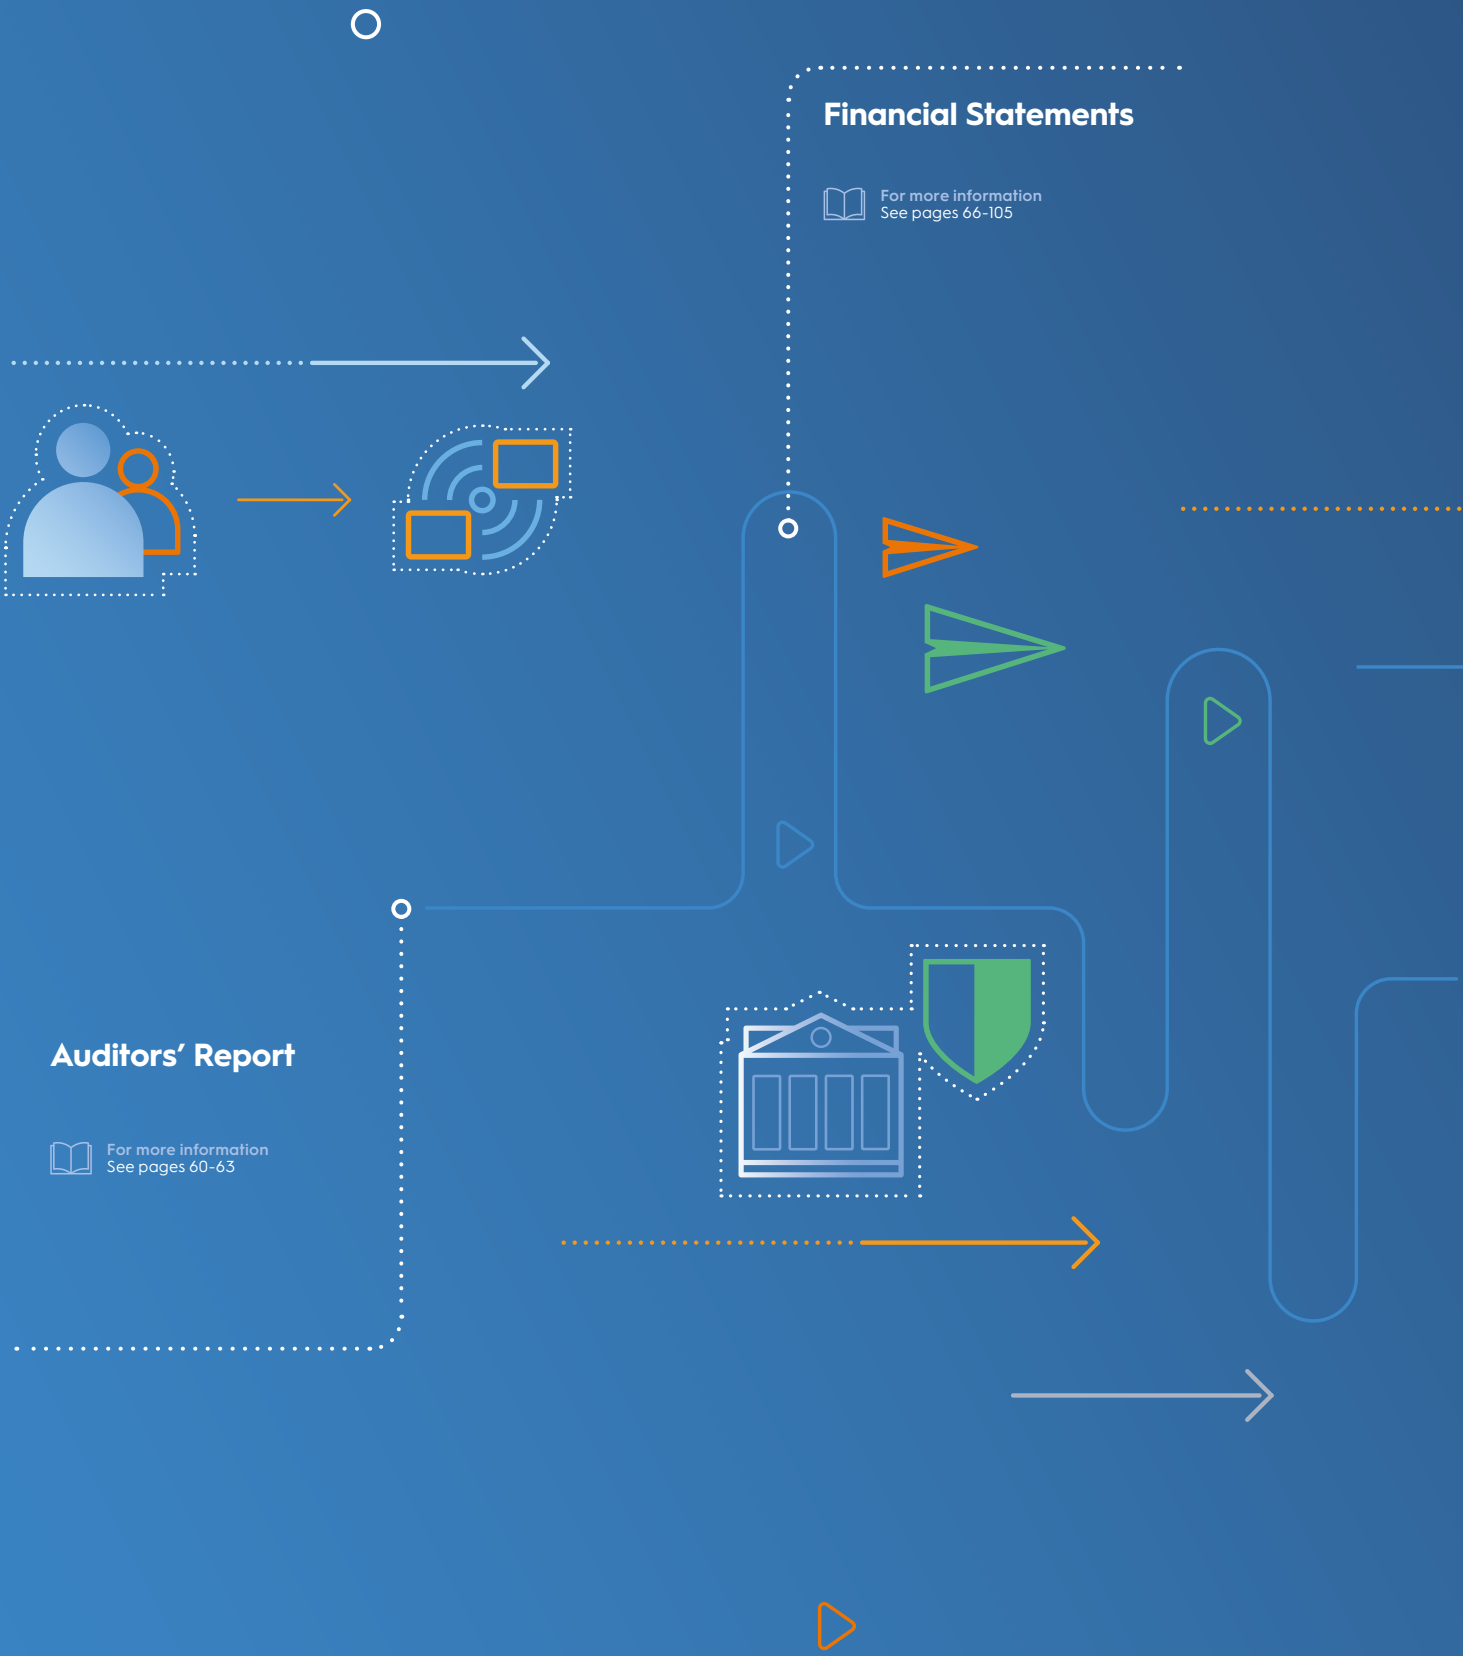 Financial Statements
For more information
See pages 66-105
Auditors’ Report
For more information
See pages 60-63